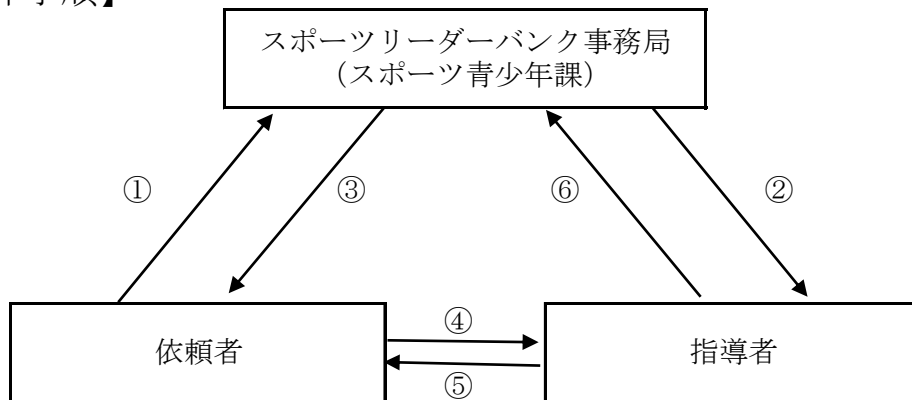 スポーツリーダーバンク事務局
(スポーツ青少年課)
①
③
⑥
②
④
依頼者
指導者
⑤